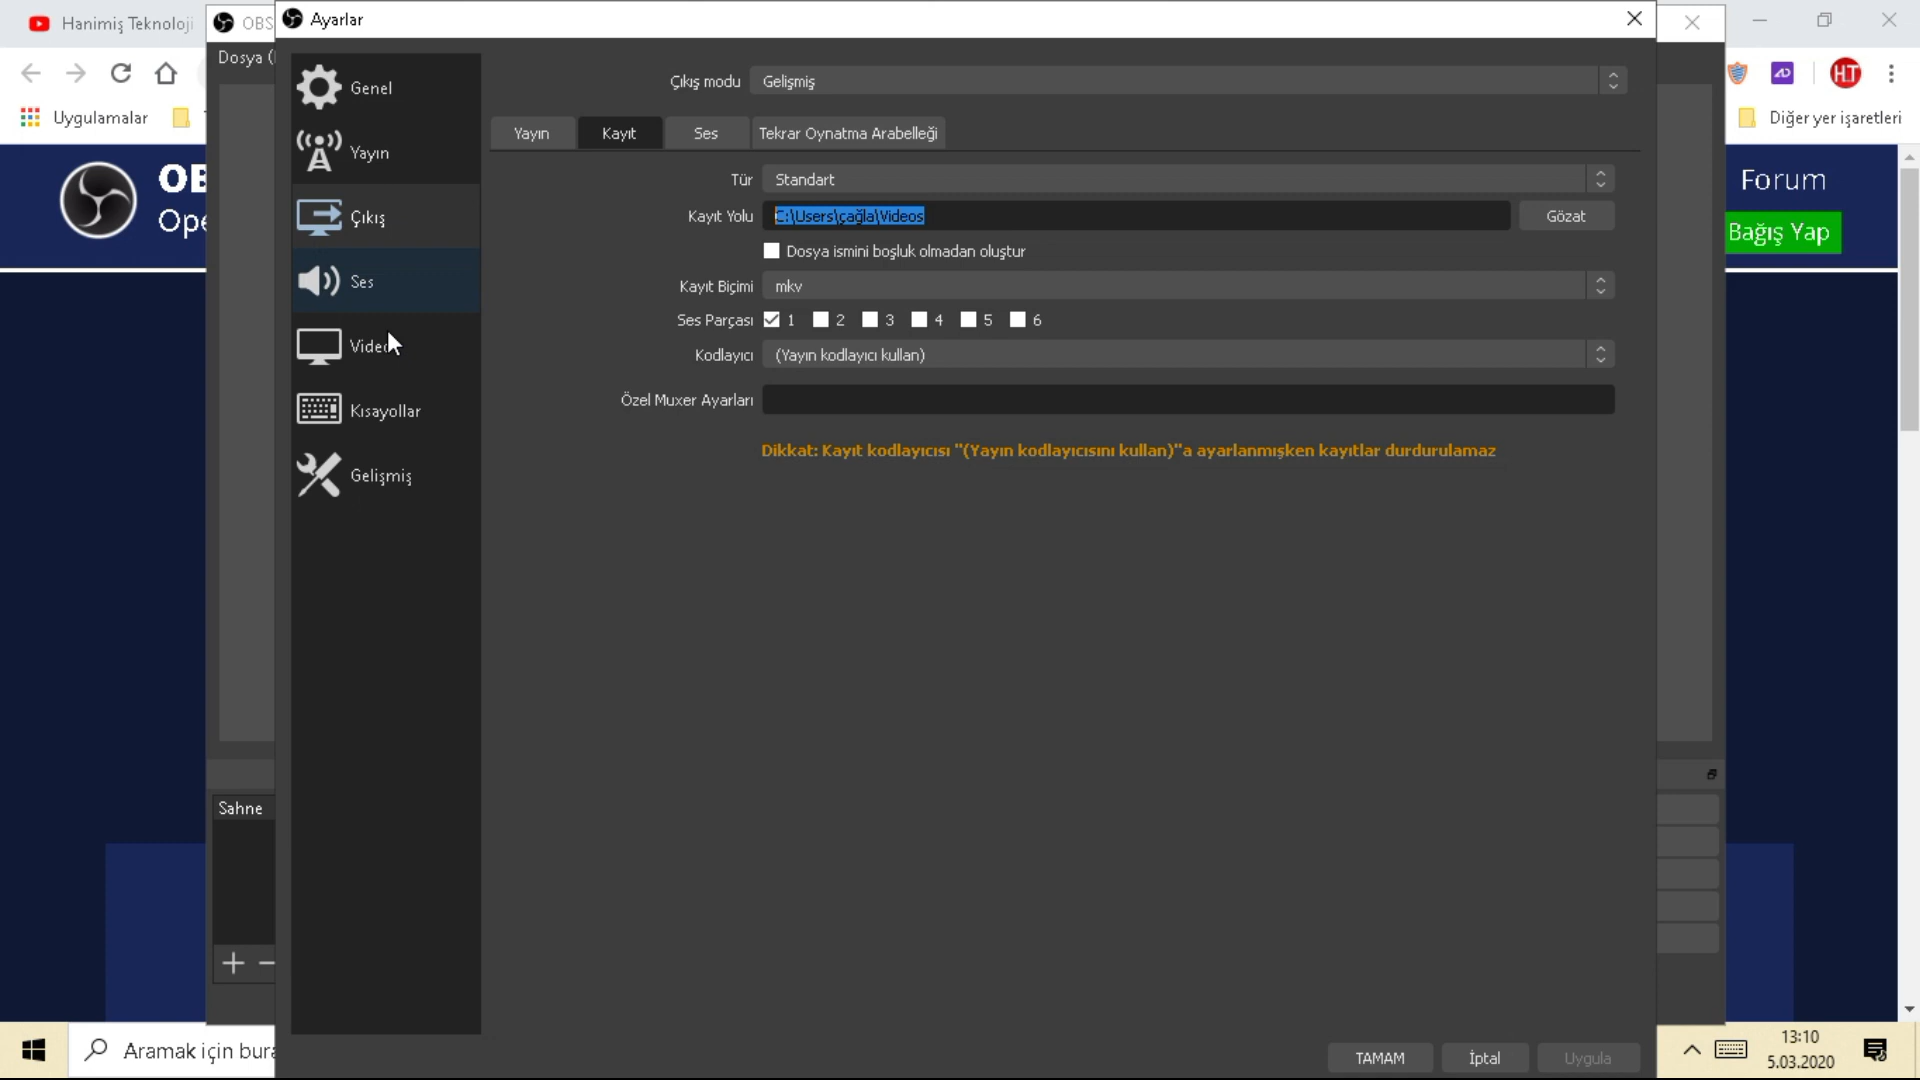 Hanimiş Teknoloji
OBS
Ayarlar
Dosya (
Uygulamalar
Diğer yer işaretleri
HT
OB
Ope
Forum
Bağış Yap
Genel
Yayın
Çıkış
Ses
Video
Kısayollar
Gelişmiş
Çıkış modu Gelişmiş
Yayın Kayıt Ses Tekrar Oynatma Arabelleği
Tür Standart
Kayıt Yolu C:\Users\çağla\Videos Gözat
Dosya ismini boşluk olmadan oluştur
Kayıt Biçimi mkv
Ses Parçası 1 2 3 4 5 6
Kodlayıcı (Yayın kodlayıcı kullan)
Özel Muxer Ayarları
Dikkat: Kayıt kodlayıcısı "(Yayın kodlayıcısını kullan)"a ayarlanmışken kayıtlar durdurulamaz
Sahne
TAMAM İptal Uygula
Aramak için bura
13:10
5.03.2020